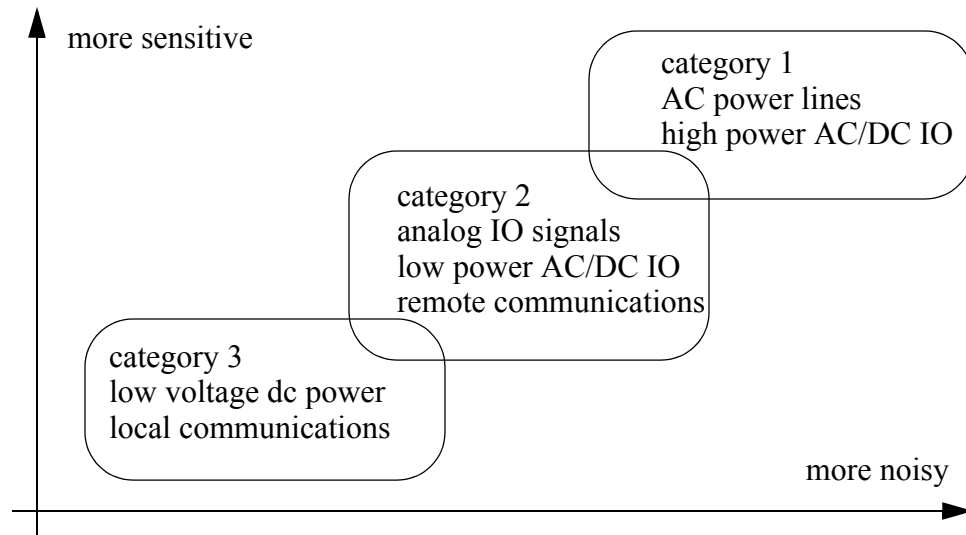 more sensitive
category 1
AC power lines
high power AC/DC IO
category 2
analog IO signals
low power AC/DC IO
remote communications
category 3
low voltage dc power
local communications
more noisy